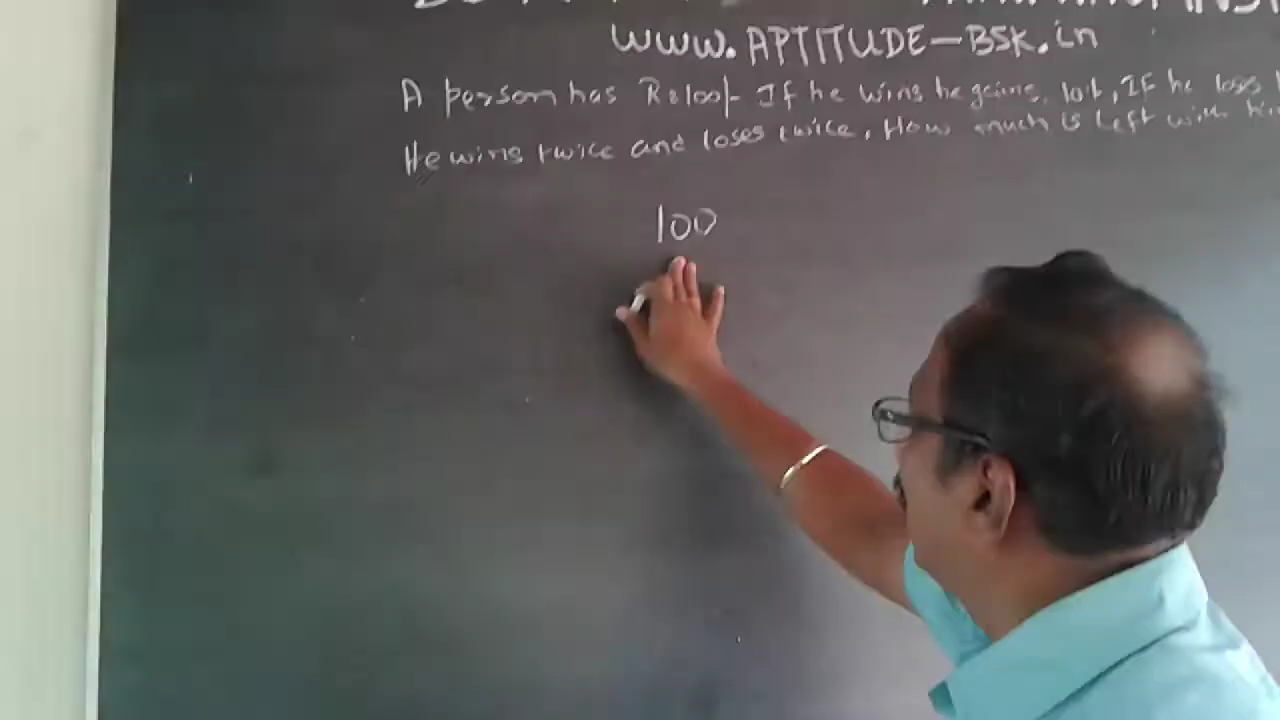 www.APTITUDE-BSK.in
A person has Rs100/- If he wins he gains 10%, If he loses
He wins twice and loses twice, How much is left with
100